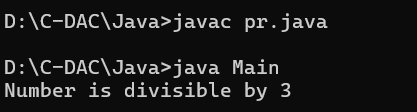 D:\C-DAC\Java>javac pr.java
D:\C-DAC\Java>java Main
Number is divisible by 3